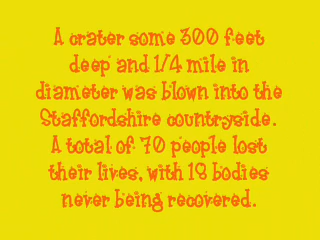 A crater some 300 feet
deep and 1/4 mile in
diameter was blown into the
Staffordshire countryside.
A total of 70 people lost
their lives, with 18 bodies
never being recovered.